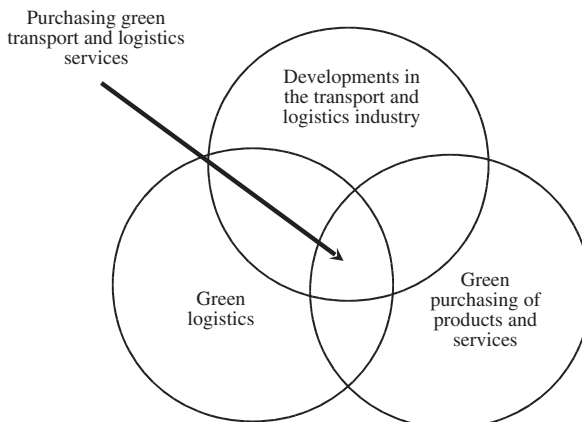 Purchasing green
transport and logistics
services
Developments in
the transport and
logistics industry
Green
logistics
Green
purchasing of
products and
services